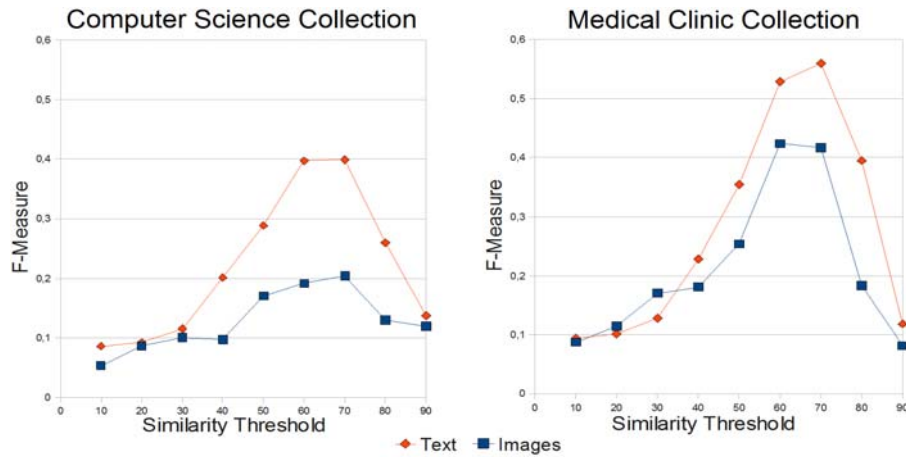 Computer Science Collection
0,6
0,5
0,4
0,3
0,2
0,1
0
F-Measure
0 10 20 30 40 50 60 70 80 90
Similarity Threshold
Medical Clinic Collection
0,6
0,5
0,4
0,3
0,2
0,1
0
F-Measure
0 10 20 30 40 50 60 70 80 90
Similarity Threshold
Text Images